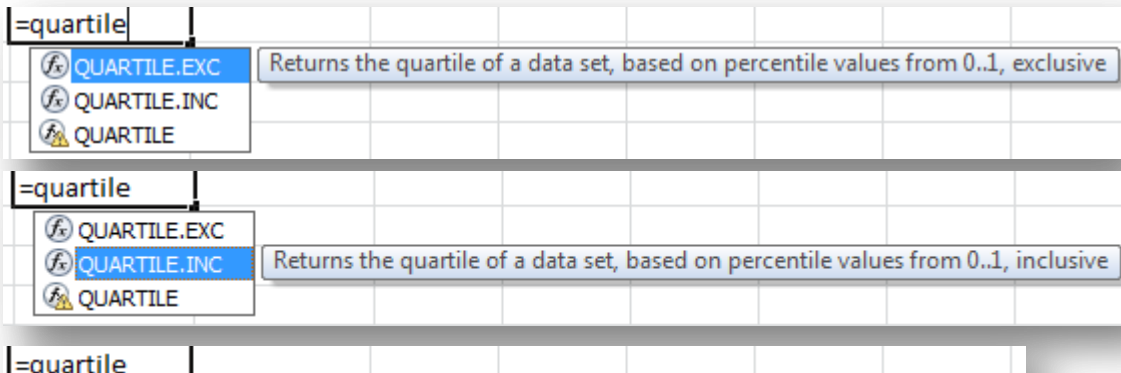 =quartile
QUARTILE.EXC Returns the quartile of a data set, based on percentile values from 0..1, exclusive
QUARTILE.INC
QUARTILE
=quartile
QUARTILE.EXC
QUARTILE.INC Returns the quartile of a data set, based on percentile values from 0..1, inclusive
QUARTILE
=quartile